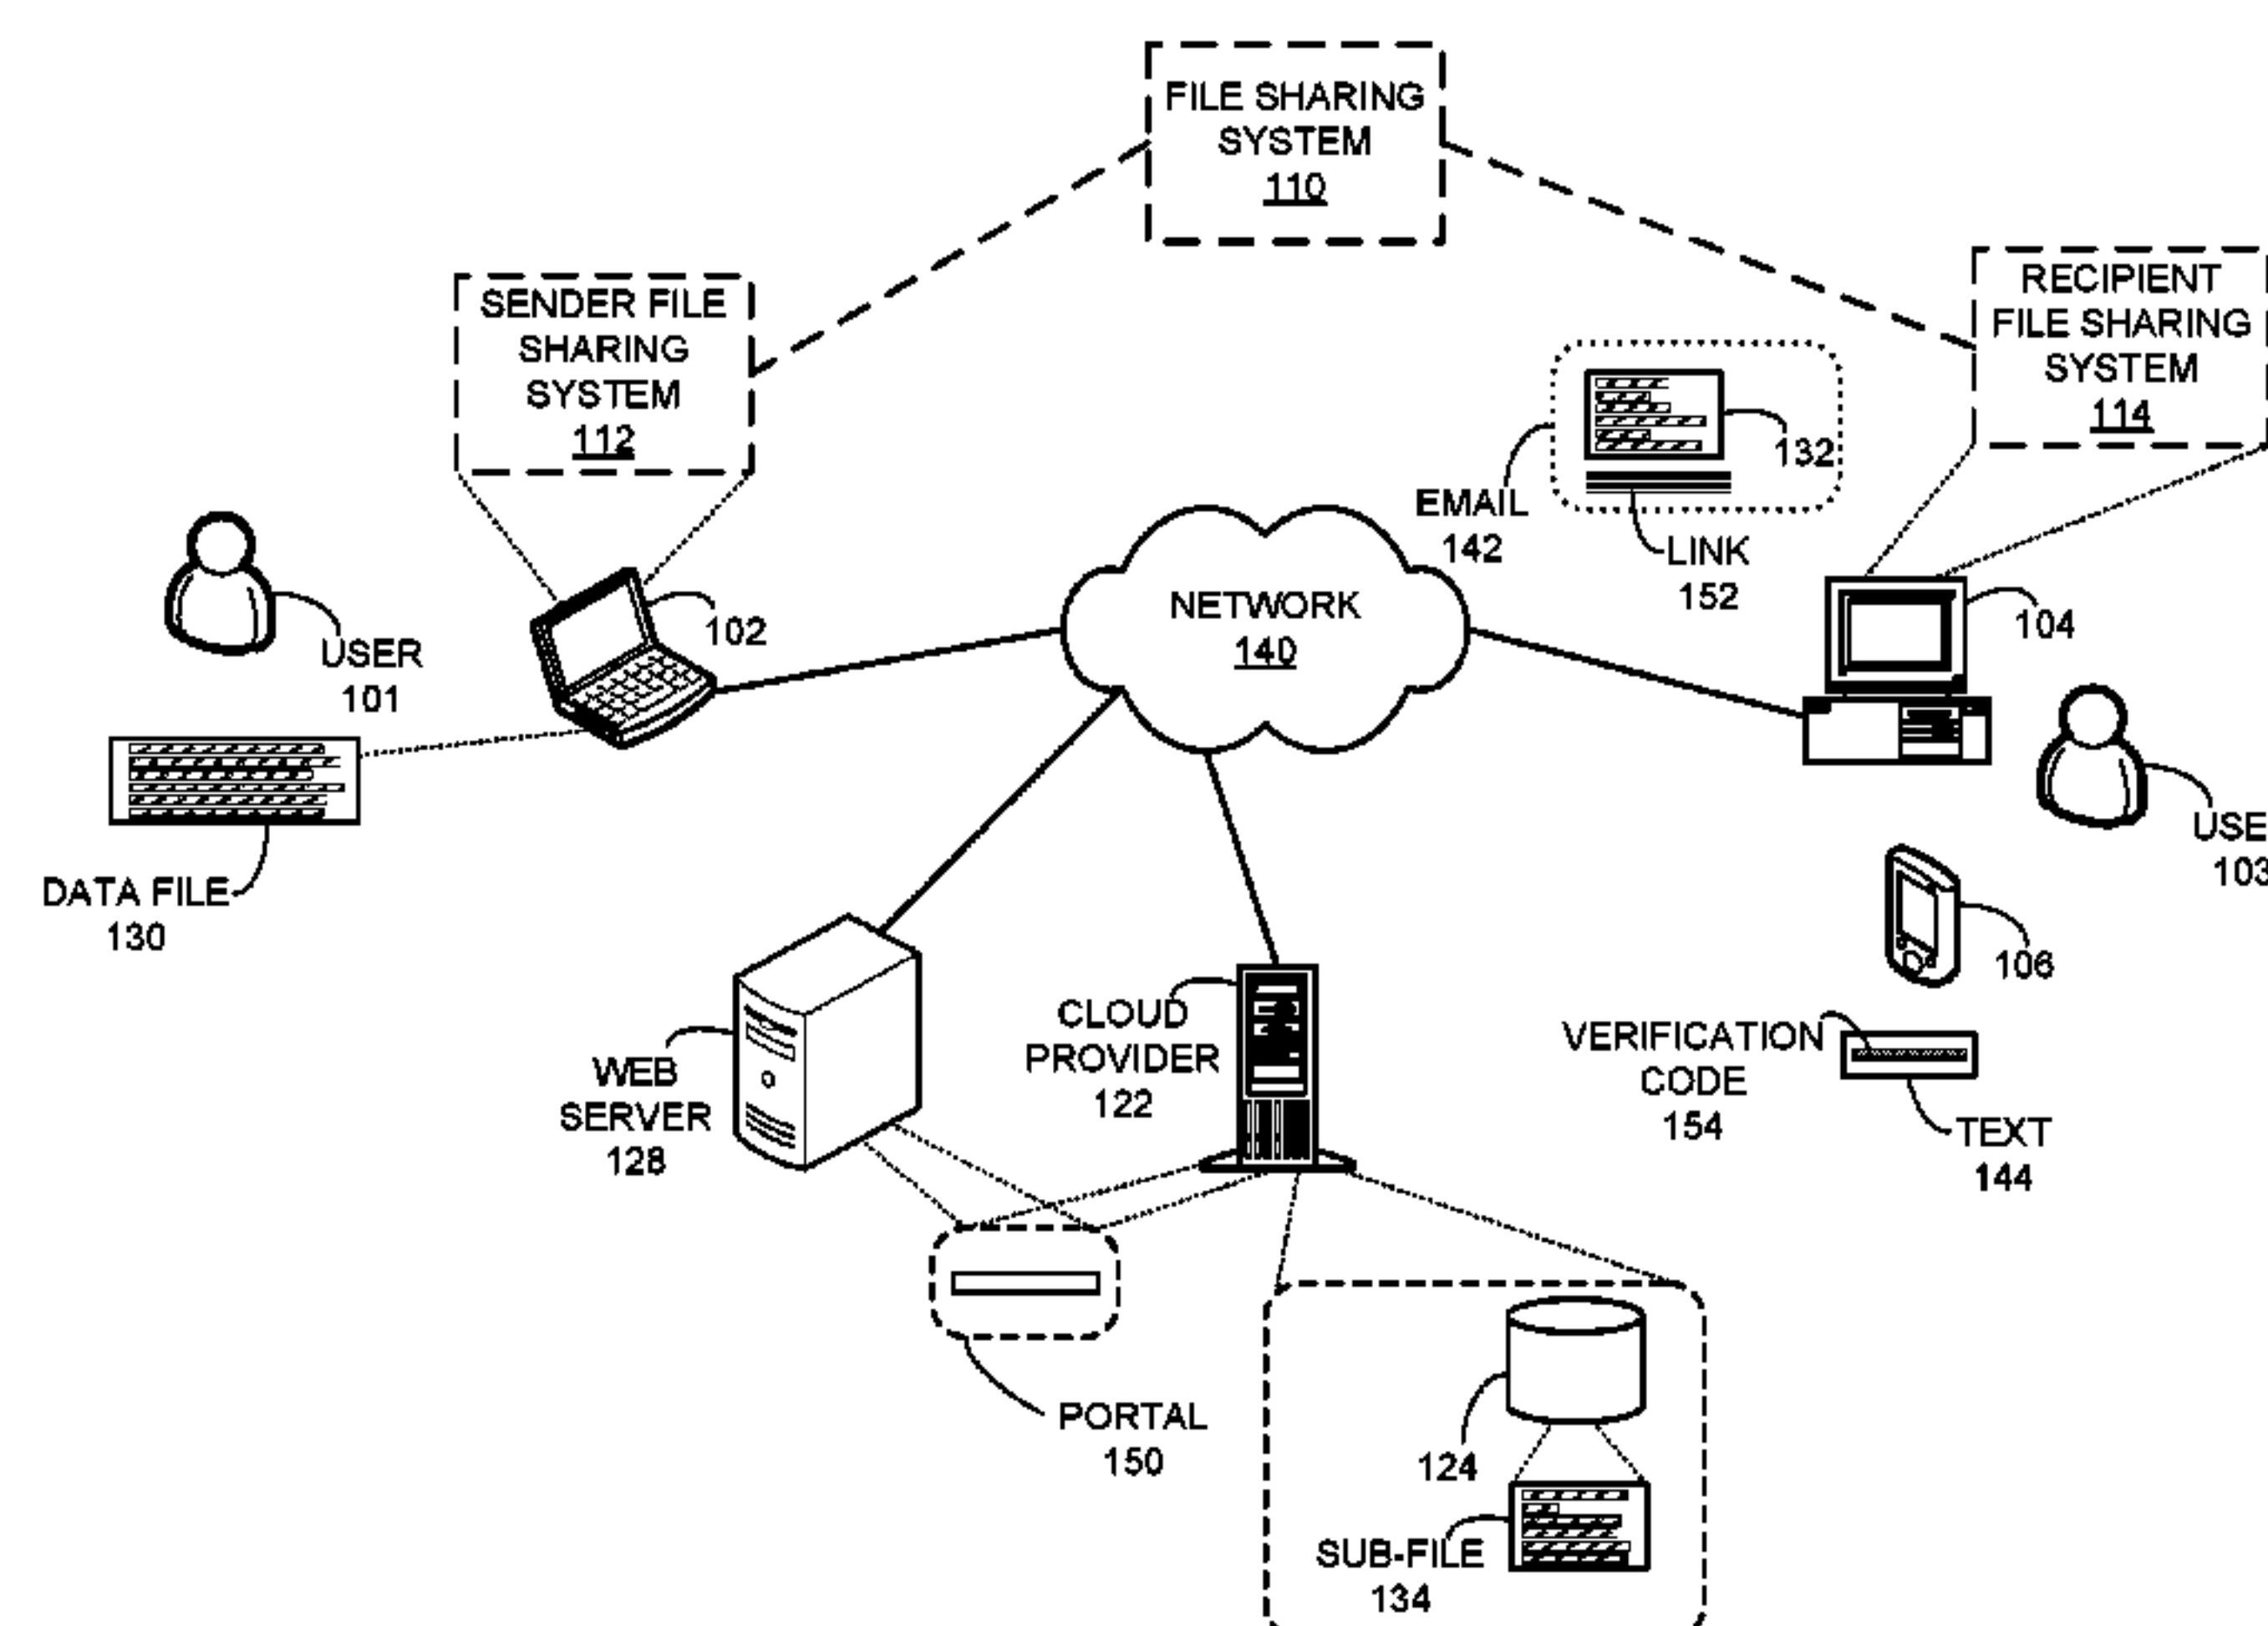 FILE SHARING
SYSTEM
110
SENDER FILE
SHARING
SYSTEM
112
RECIPIENT
FILE SHARING
SYSTEM
114
132
EMAIL
142
LINK
152
NETWORK
140
102
104
USER
101
USE
103
DATA FILE
130
106
CLOUD
PROVIDER
122
WEB
SERVER
128
VERIFICATION
CODE
154
TEXT
144
PORTAL
150
124
SUB-FILE
134